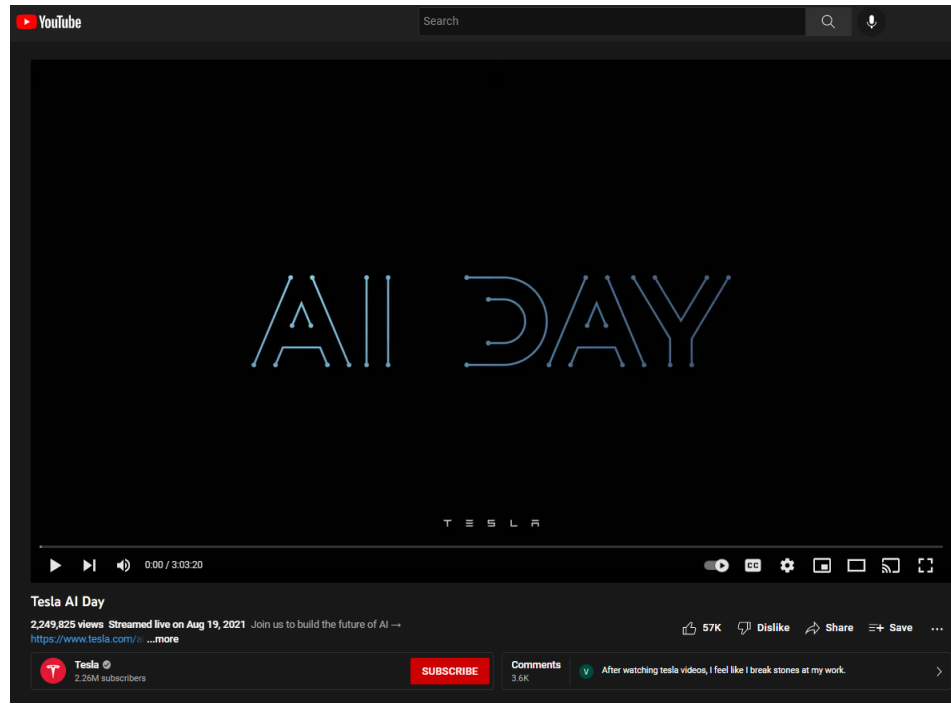 YouTube
Search
AI DAY
TESLA
0:00 / 3:03:20
CC
Tesla AI Day
2,249,825 views Streamed live on Aug 19, 2021 Join us to build the future of AI →
https://www.tesla.com/a ...more
57K Dislike Share Save ...
Tesla
2.26M subscribers
SUBSCRIBE
Comments
3.6K
V
After watching tesla videos, I feel like I break stones at my work.